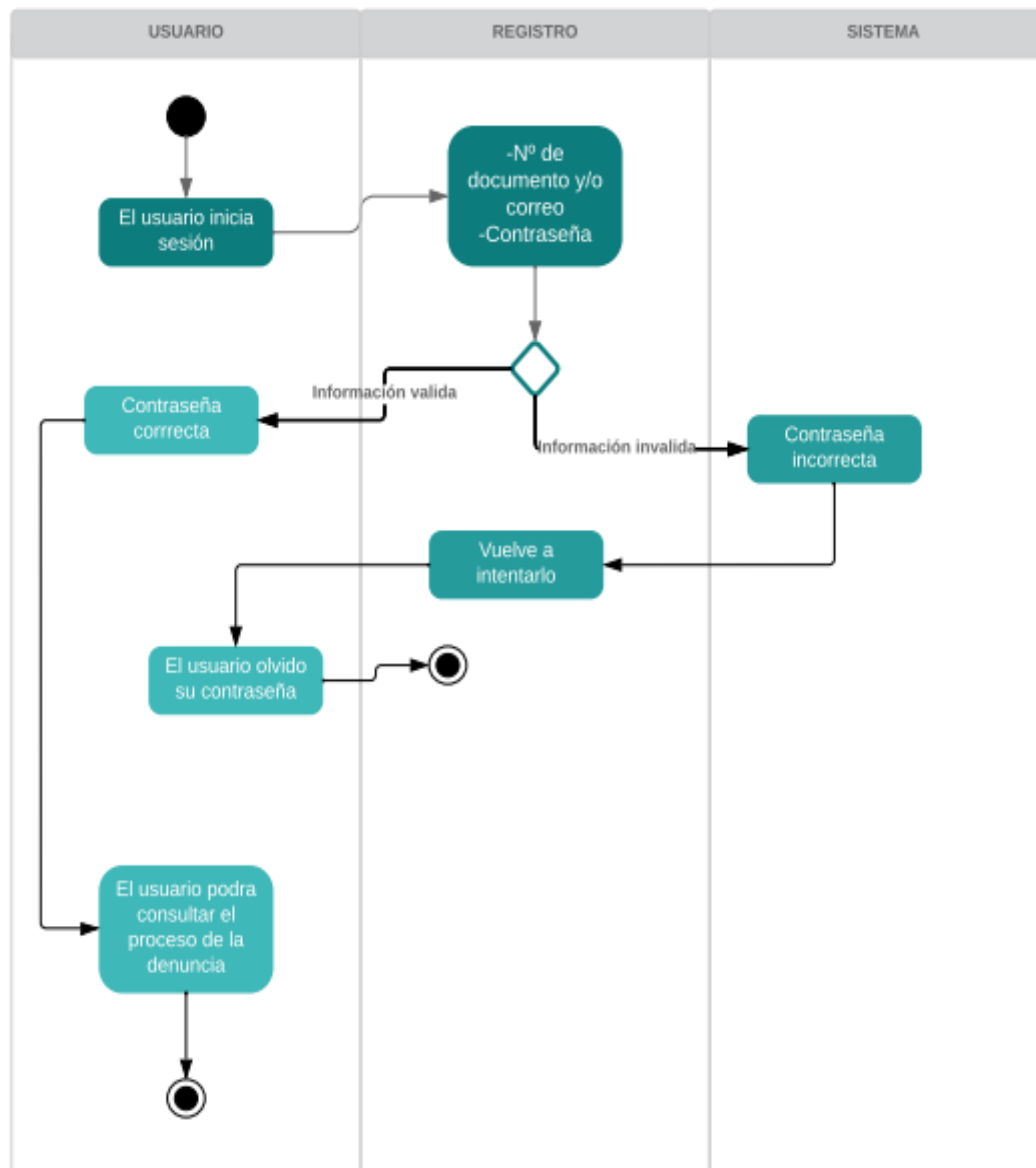 USUARIO
REGISTRO
SISTEMA
-Nº de
documento y/o
correo
-Contraseña
El usuario inicia
sesión
Información valida
Contraseña
corrrecta
Información invalida
Contraseña
incorrecta
Vuelve a
intentarlo
El usuario olvido
su contraseña
El usuario podra
consultar el
proceso de la
denuncia